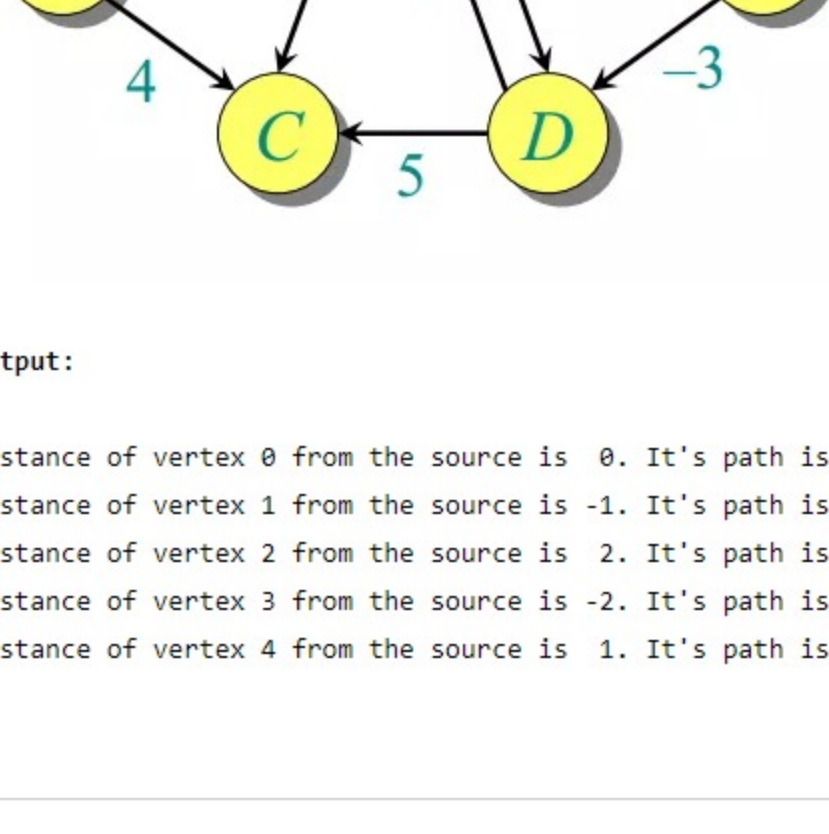 4
–3
C
D
5
tput:
stance of vertex 0 from the source is  0. It's path is
stance of vertex 1 from the source is -1. It's path is
stance of vertex 2 from the source is  2. It's path is
stance of vertex 3 from the source is -2. It's path is
stance of vertex 4 from the source is  1. It's path is